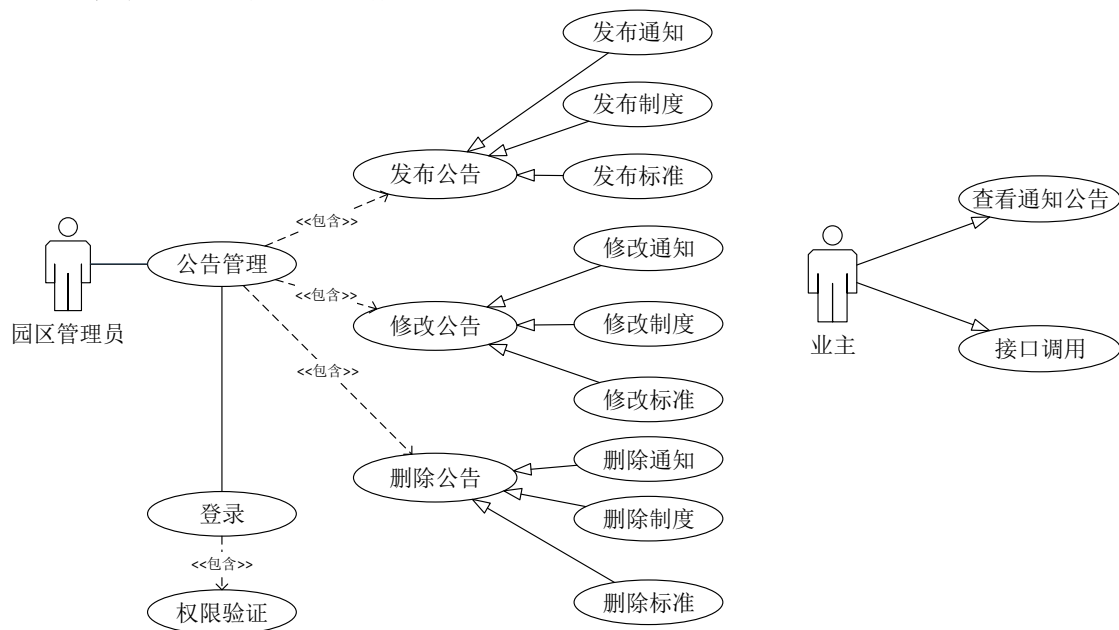 发布通知
发布制度
发布公告
发布标准
<<包含>>
查看通知公告
公告管理
修改通知
<<包含>>
园区管理员
修改公告
修改制度
业主
接口调用
<<包含>>
修改标准
删除通知
删除公告
登录
删除制度
<<包含>>
权限验证
删除标准